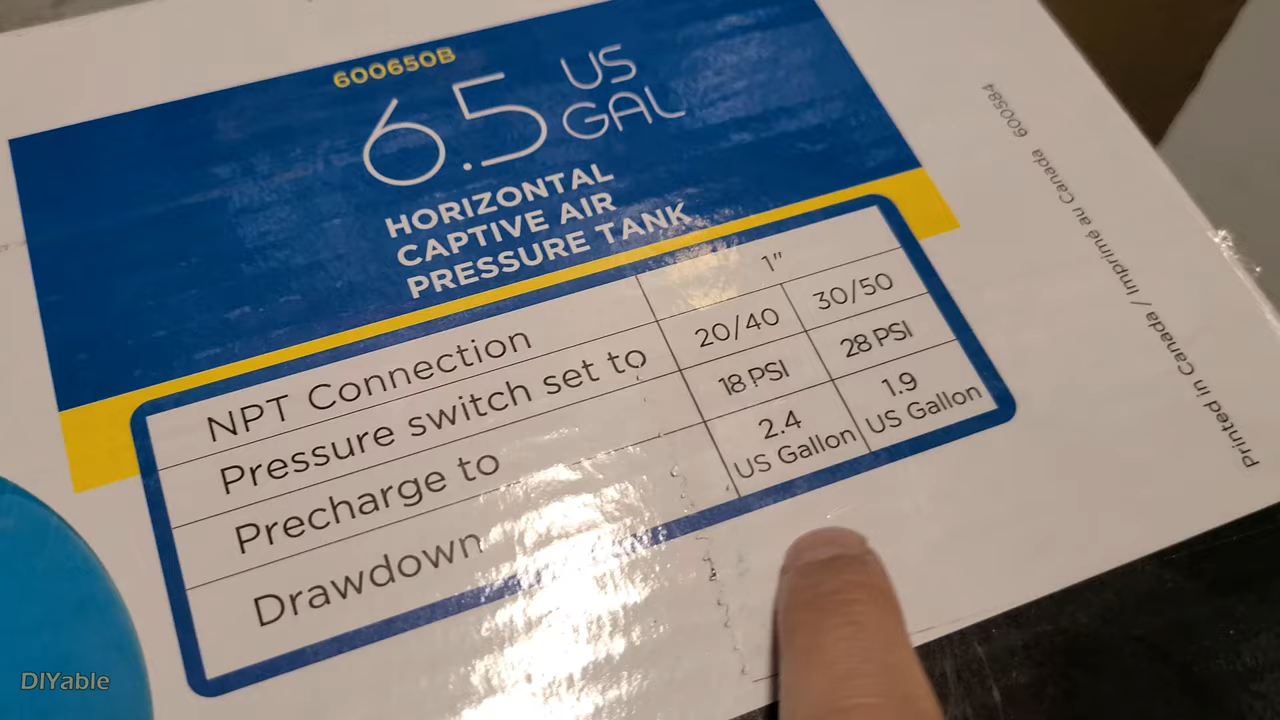 600650B
6.5 US GAL
HORIZONTAL
CAPTIVE AIR
PRESSURE TANK
NPT Connection 1"
Pressure switch set to 20/40 30/50
Precharge to 18 PSI 28 PSI
Drawdown 2.4 US Gallon 1.9 US Gallon
Printed in Canada / Imprimé au Canada 600584
DIYable